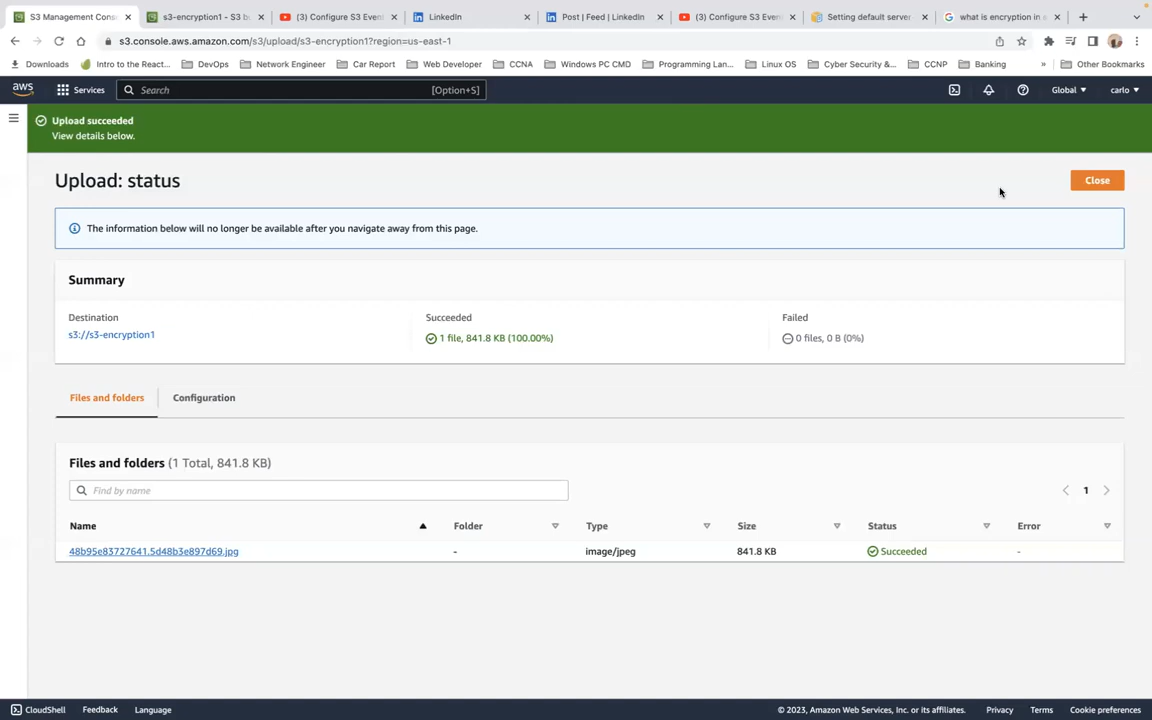 S3 Management Conso
s3-encryption1 - S3 bu
(3) Configure S3 Even
LinkedIn
Post | Feed | LinkedIn
(3) Configure S3 Even
Setting default server
what is encryption in
s3.console.aws.amazon.com/s3/upload/s3-encryption1?region=us-east-1
Downloads
Intro to the React...
DevOps
Network Engineer
Car Report
Web Developer
CCNA
Windows PC CMD
Programming Lan...
Linux OS
Cyber Security &...
CCNP
Banking
»
Other Bookmarks
aws
Services
Search
[Option+S]
Global
carlo
Upload succeeded
View details below.
Upload: status
Close
The information below will no longer be available after you navigate away from this page.
Summary
Destination
Succeeded
Failed
s3://s3-encryption1
1 file, 841.8 KB (100.00%)
0 files, 0 B (0%)
Files and folders
Configuration
Files and folders (1 Total, 841.8 KB)
Find by name
1
Name
Folder
Type
Size
Status
Error
48b95e83727641.5d48b3e897d69.jpg
-
image/jpeg
841.8 KB
Succeeded
-
CloudShell
Feedback
Language
© 2023, Amazon Web Services, Inc. or its affiliates.
Privacy
Terms
Cookie preferences